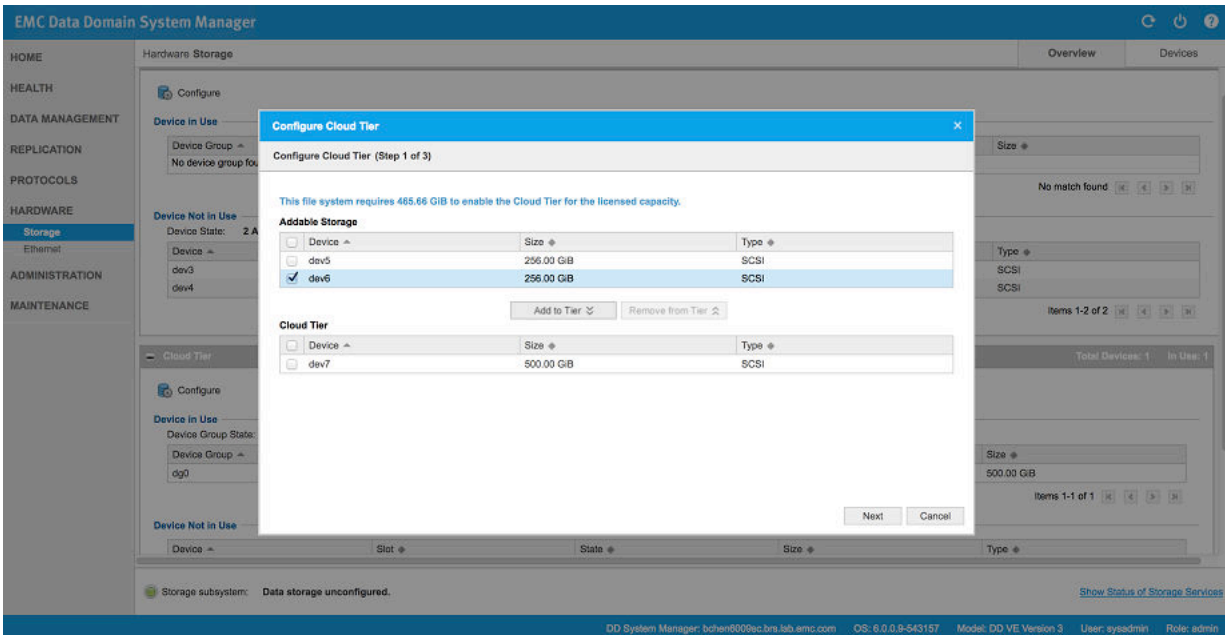 EMC Data Domain System Manager
HOME
HEALTH
DATA MANAGEMENT
REPLICATION
PROTOCOLS
HARDWARE
Storage
Ethernet
ADMINISTRATION
MAINTENANCE
Hardware Storage Overview Devices
Configure
Device in Use
Device Group Size
No device group fou
No match found
Device Not in Use
Device State: 2 A
Device Type
dev3 SCSI
dev4 SCSI
Items 1-2 of 2
Cloud Tier Total Devices: 1 In Use: 1
Configure
Device in Use
Device Group State:
Device Group Size
dg0 500.00 GiB
Items 1-1 of 1
Device Not in Use
Device Slot State Size Type
Configure Cloud Tier
Configure Cloud Tier (Step 1 of 3)
This file system requires 465.66 GiB to enable the Cloud Tier for the licensed capacity.
Addable Storage
Device Size Type
dev5 256.00 GiB SCSI
dev6 256.00 GiB SCSI
Add to Tier Remove from Tier
Cloud Tier
Device Size Type
dev7 500.00 GiB SCSI
Next Cancel
Storage subsystem: Data storage unconfigured. Show Status of Storage Services
DD System Manager: bchen6009ec.brs.lab.emc.com OS: 6.0.0.9-543157 Model: DD VE Version 3 User: sysadmin Role: admin